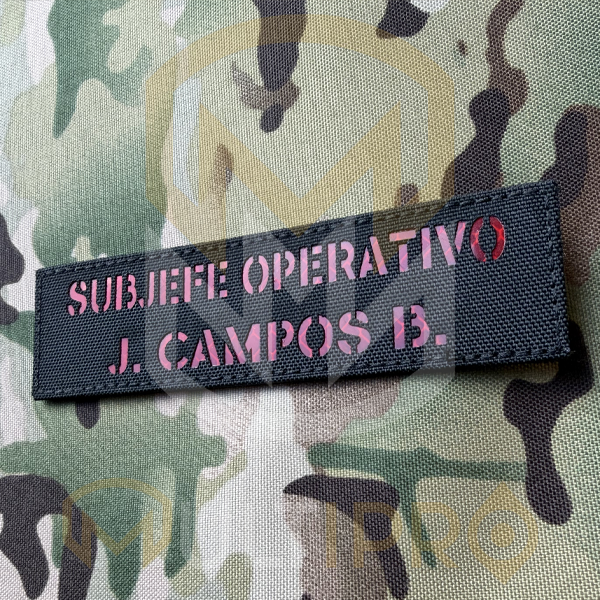 SUBJEFE OPERATIVO
J. CAMPOS B.